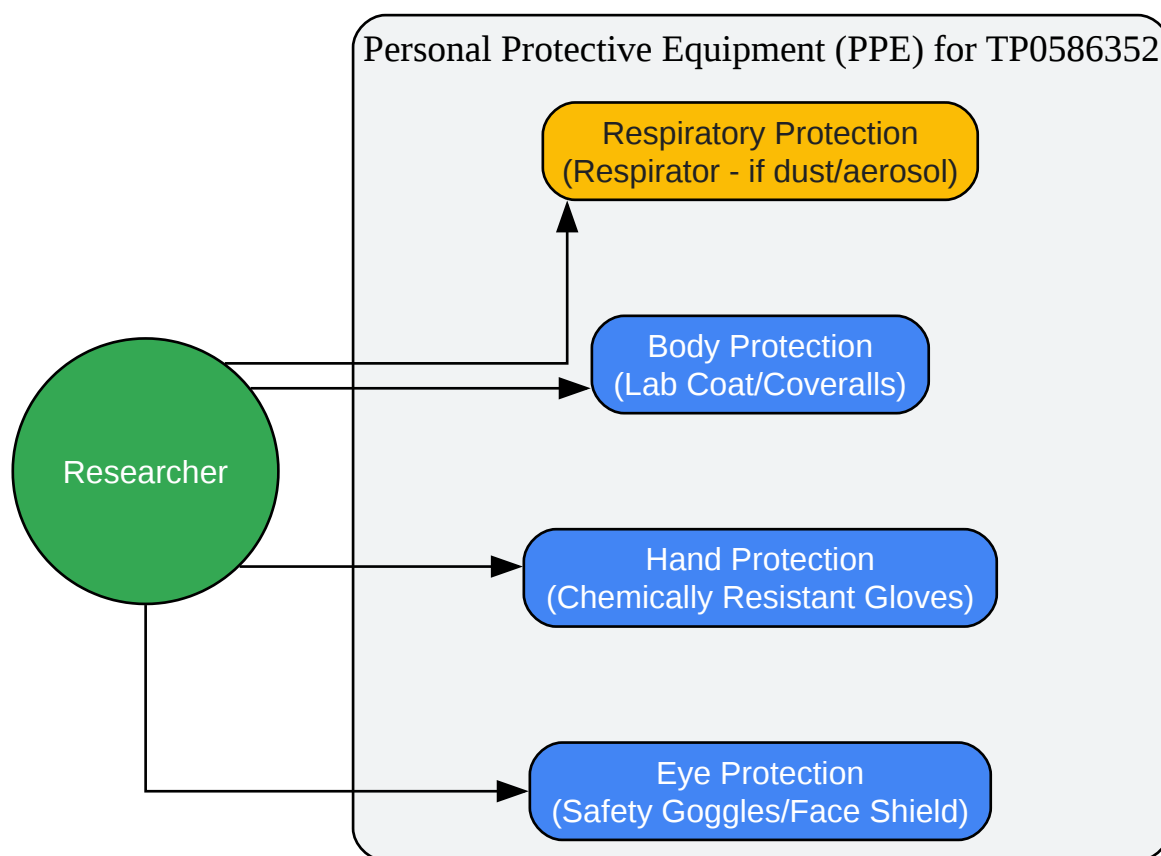 Personal Protective Equipment (PPE) for TP0586352
Respiratory Protection
(Respirator - if dust/aerosol)
Body Protection
(Lab Coat/Coveralls)
Researcher
Hand Protection
(Chemically Resistant Gloves)
Eye Protection
(Safety Goggles/Face Shield)